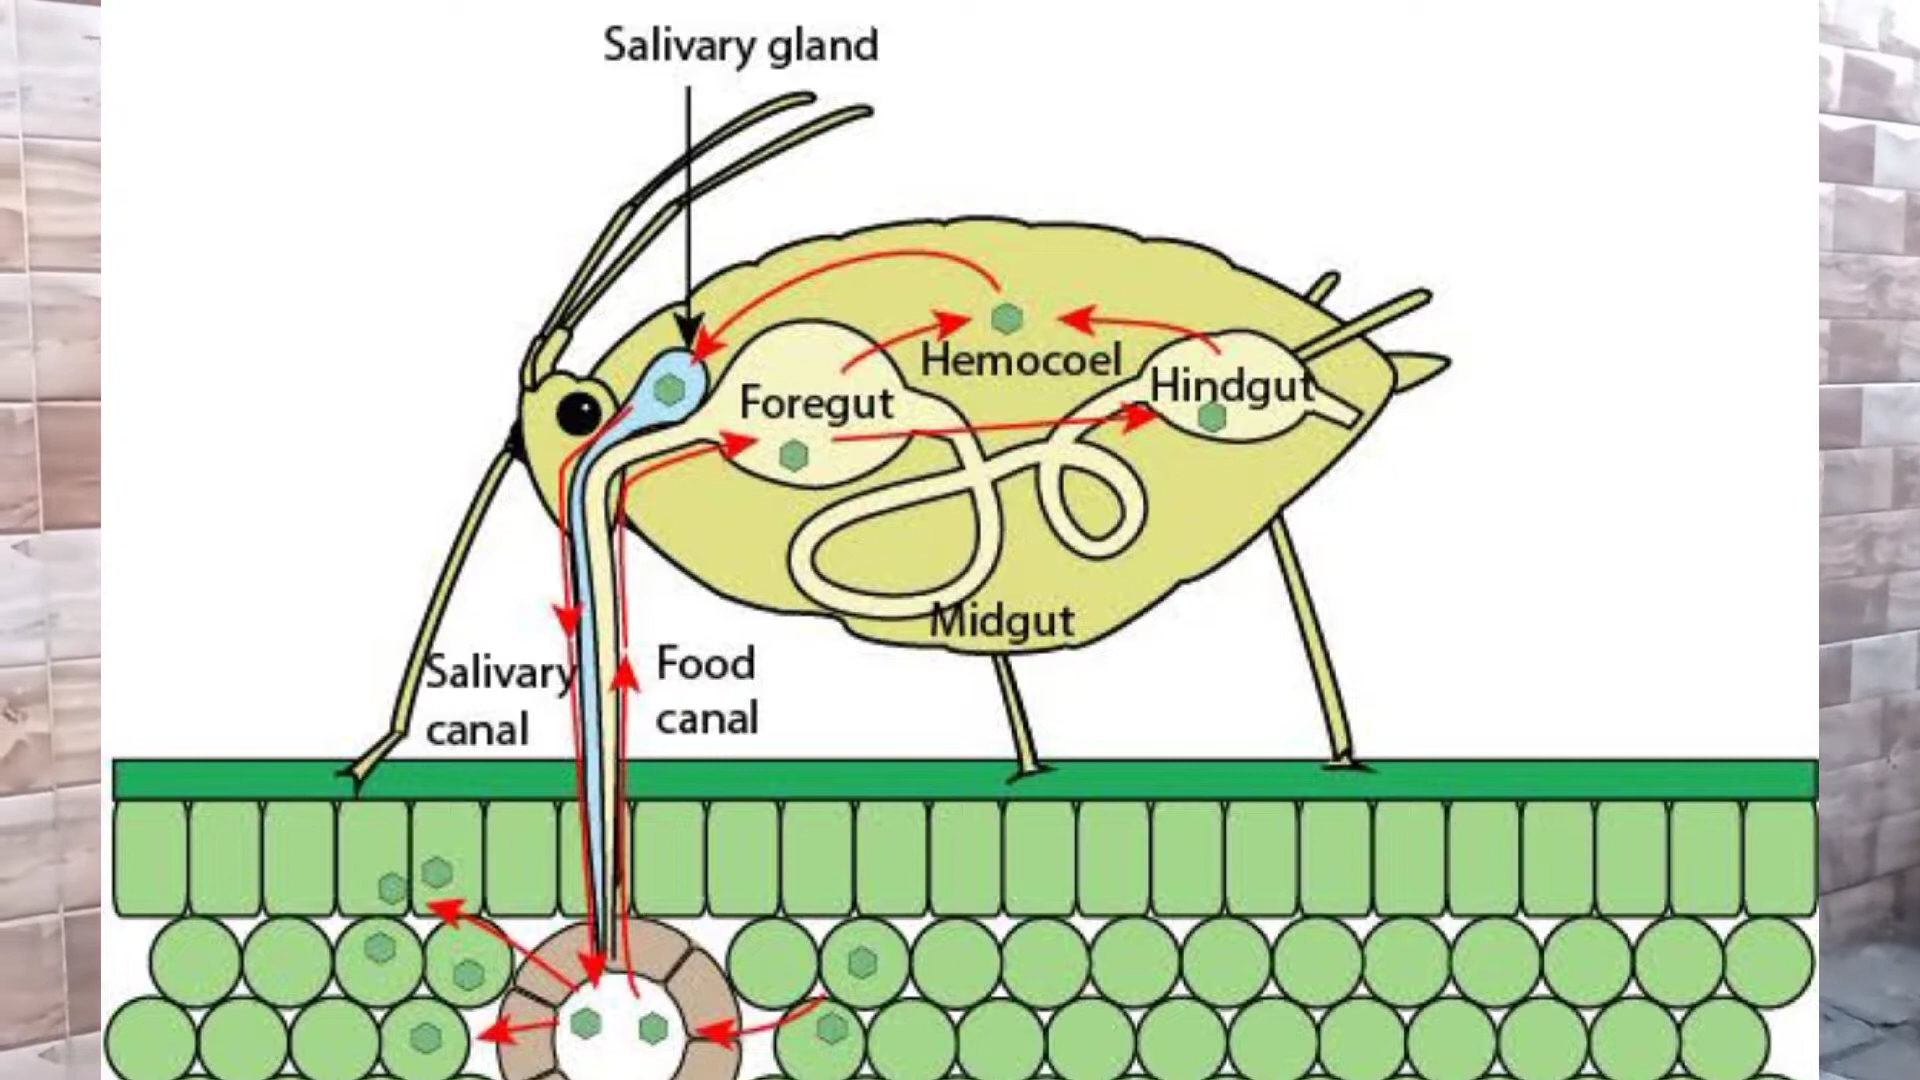 Salivary gland
Hemocoel
Hindgut
Foregut
Midgut
Salivary
canal
Food
canal